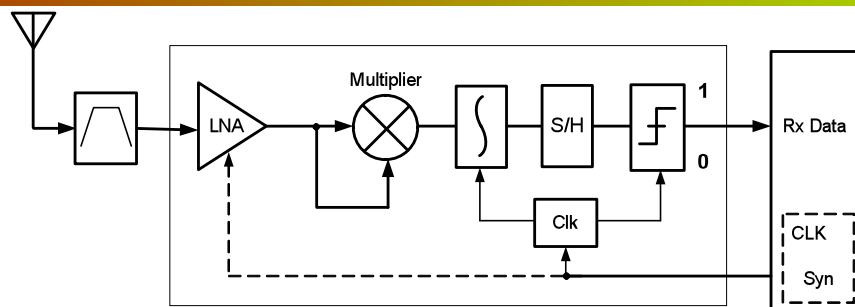 Multiplier
LNA
S/H
1
0
Rx Data
Clk
CLK
Syn